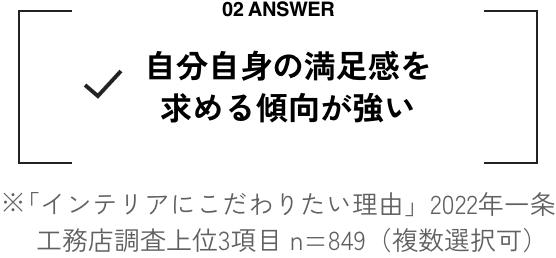 02 ANSWER
自分自身の満足感を
求める傾向が強い
※「インテリアにこだわりたい理由」2022年一条
工務店調査上位3項目 n＝849（複数選択可）